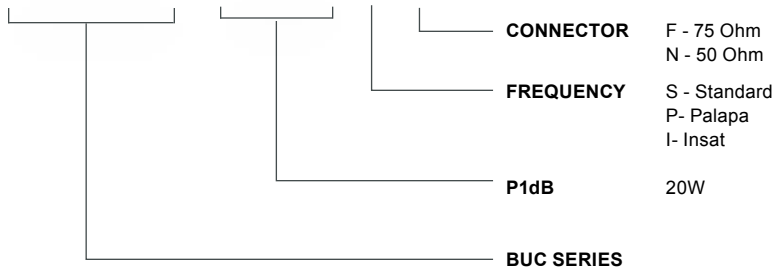 CONNECTOR F - 75 Ohm
N - 50 Ohm
FREQUENCY S - Standard
P- Palapa
I- Insat
P1dB 20W
BUC SERIES